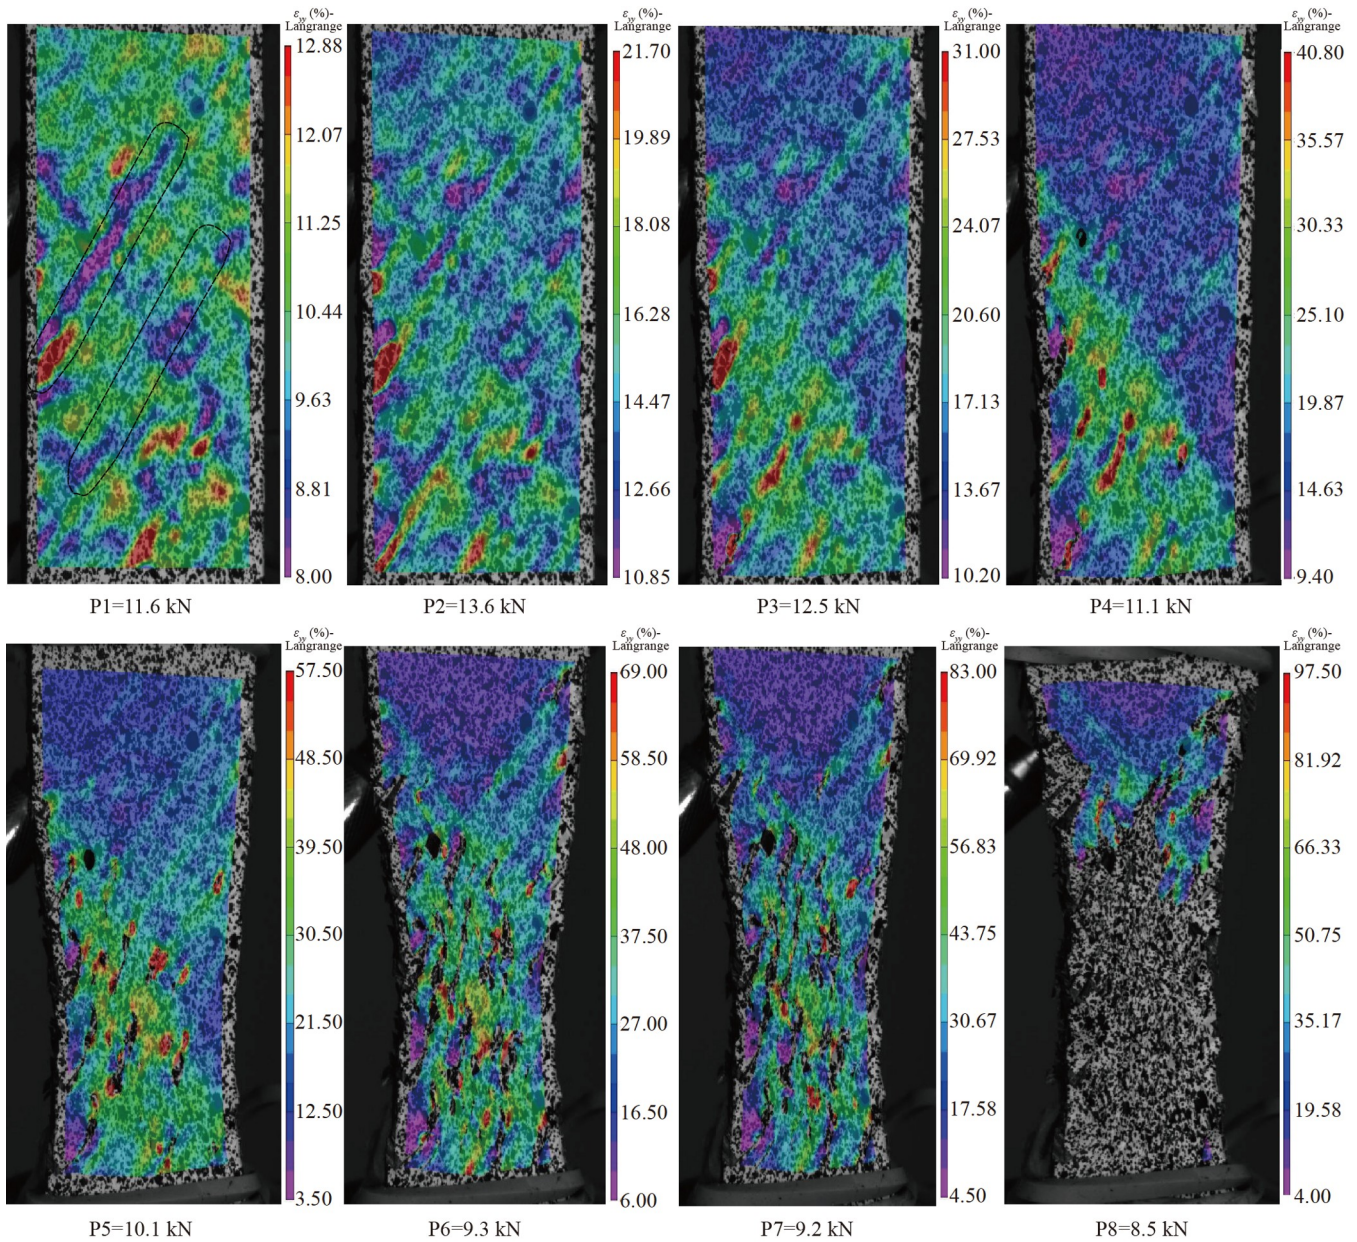 ε_yy (%)-
Langrange
12.88
12.07
11.25
10.44
9.63
8.81
8.00
P1=11.6 kN
ε_yy (%)-
Langrange
21.70
19.89
18.08
16.28
14.47
12.66
10.85
P2=13.6 kN
ε_yy (%)-
Langrange
31.00
27.53
24.07
20.60
17.13
13.67
10.20
P3=12.5 kN
ε_yy (%)-
Langrange
40.80
35.57
30.33
25.10
19.87
14.63
9.40
P4=11.1 kN
ε_yy (%)-
Langrange
57.50
48.50
39.50
30.50
21.50
12.50
3.50
P5=10.1 kN
ε_yy (%)-
Langrange
69.00
58.50
48.00
37.50
27.00
16.50
6.00
P6=9.3 kN
ε_yy (%)-
Langrange
83.00
69.92
56.83
43.75
30.67
17.58
4.50
P7=9.2 kN
ε_yy (%)-
Langrange
97.50
81.92
66.33
50.75
35.17
19.58
4.00
P8=8.5 kN